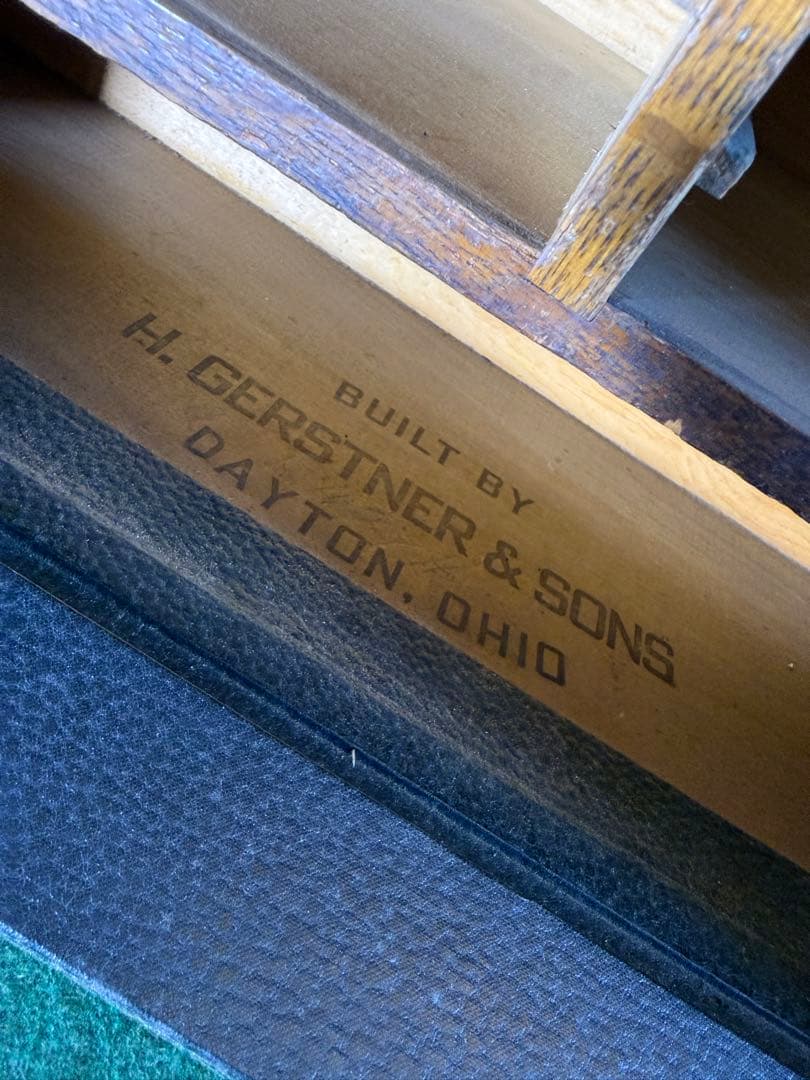 BUILT BY
H. GERSTNER & SONS
DAYTON, OHIO